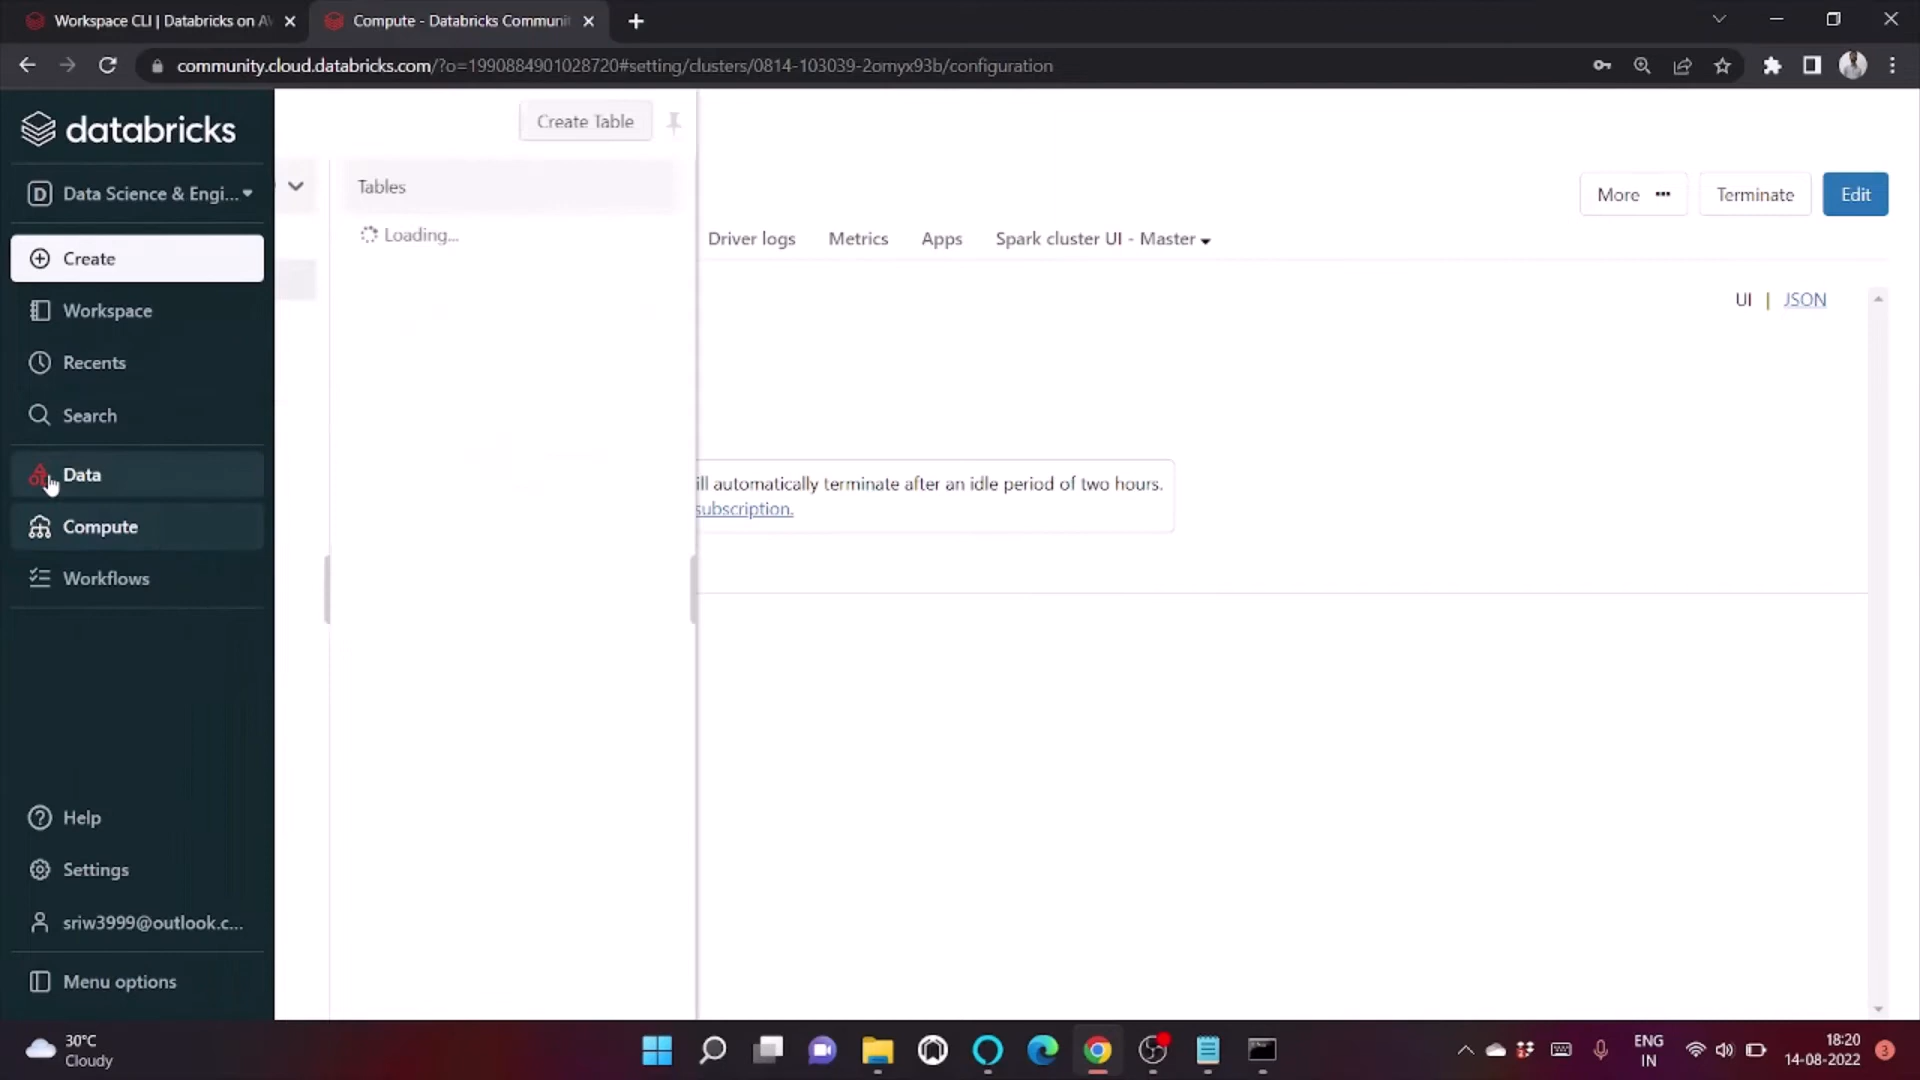 Workspace CLI | Databricks on AV
Compute - Databricks Communit
community.cloud.databricks.com/?o=1990884901028720#setting/clusters/0814-103039-2omyx93b/configuration
databricks
Data Science & Engi...
Create
Workspace
Recents
Search
Data
Compute
Workflows
Help
Settings
sriw3999@outlook.c...
Menu options
Create Table
Tables
Loading...
More ...
Terminate
Edit
Driver logs
Metrics
Apps
Spark cluster UI - Master
UI | JSON
ill automatically terminate after an idle period of two hours.
subscription.
30°C
Cloudy
ENG
IN
18:20
14-08-2022
3